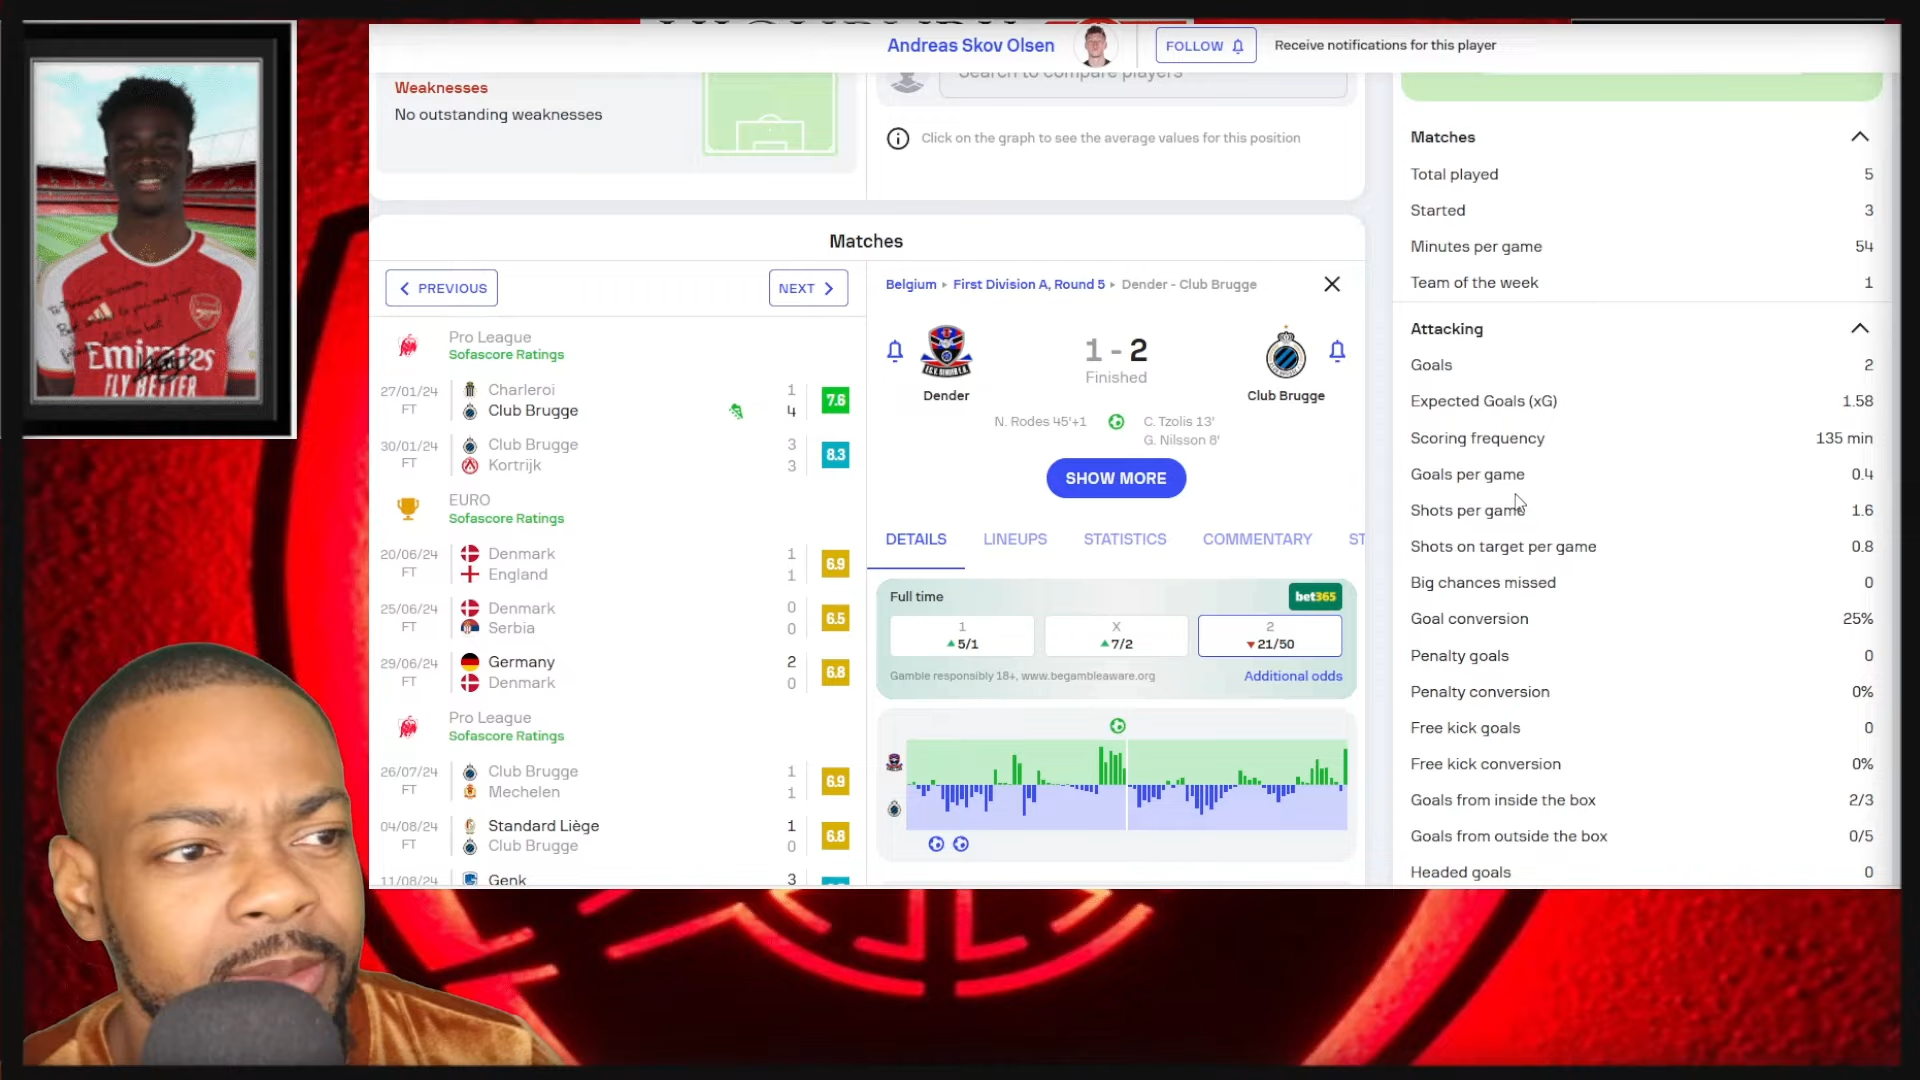 Andreas Skov Olsen
FOLLOW
Receive notifications for this player
Weaknesses
No outstanding weaknesses
Search to compare players
Click on the graph to see the average values for this position
Matches
PREVIOUS
NEXT
Pro League
Sofascore Ratings
27/01/24 Charleroi 1
FT Club Brugge 4
7.6
30/01/24 Club Brugge 3
FT Kortrijk 3
8.3
EURO
Sofascore Ratings
20/06/24 Denmark 1
FT England 1
6.9
25/06/24 Denmark 0
FT Serbia 0
6.5
29/06/24 Germany 2
FT Denmark 0
6.8
Pro League
Sofascore Ratings
26/07/24 Club Brugge 1
FT Mechelen 1
6.9
04/08/24 Standard Liège 1
FT Club Brugge 0
6.8
11/08/24 Genk 3
Belgium ▸ First Division A, Round 5 ▸ Dender - Club Brugge
1 - 2
Finished
Dender
Club Brugge
N. Rodes 45'+1
C. Tzolis 13'
G. Nilsson 8'
SHOW MORE
DETAILS LINEUPS STATISTICS COMMENTARY ST
Full time
bet365
1 X 2
5/1 7/2 21/50
Gamble responsibly 18+, www.begambleaware.org
Additional odds
Matches
Total played 5
Started 3
Minutes per game 54
Team of the week 1
Attacking
Goals 2
Expected Goals (xG) 1.58
Scoring frequency 135 min
Goals per game 0.4
Shots per game 1.6
Shots on target per game 0.8
Big chances missed 0
Goal conversion 25%
Penalty goals 0
Penalty conversion 0%
Free kick goals 0
Free kick conversion 0%
Goals from inside the box 2/3
Goals from outside the box 0/5
Headed goals 0
Emirates
FLY BETTER
Arsenal